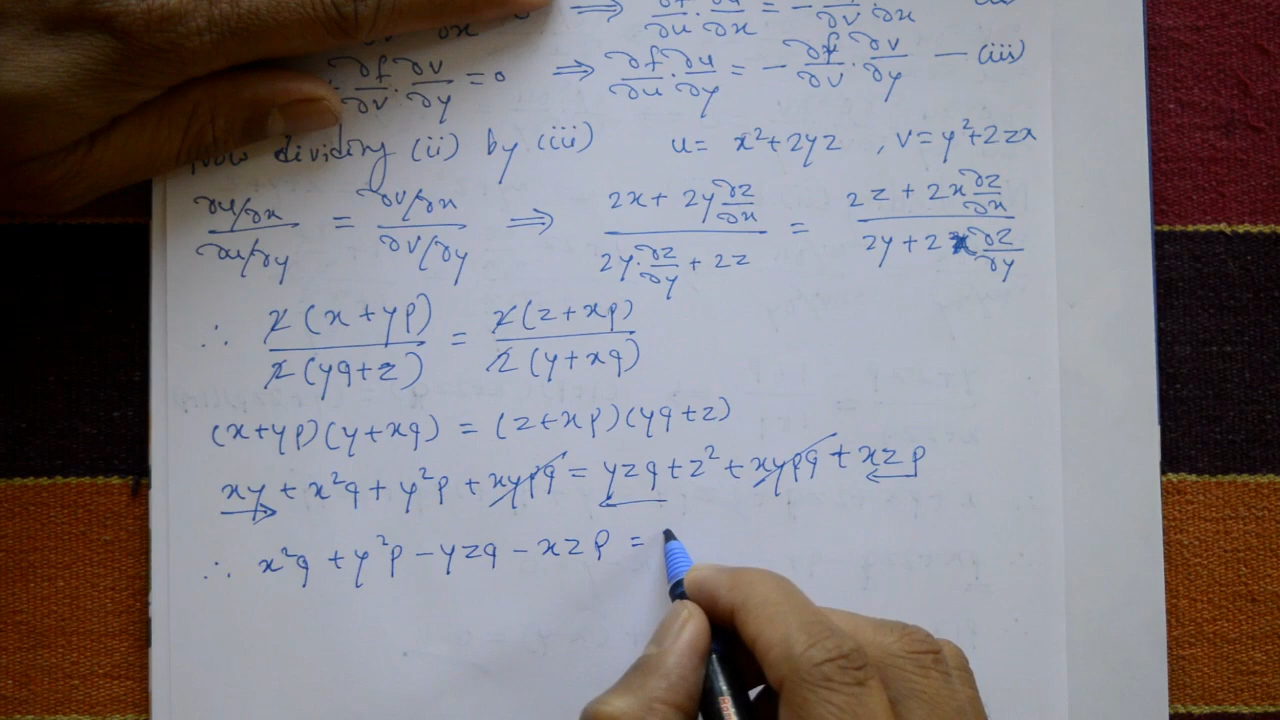 ∂x ⟹ ∂f/∂u · ∂u/∂x = − ∂f/∂v · ∂v/∂x
∂f/∂v · ∂v/∂y = 0 ⟹ ∂f/∂u · ∂u/∂y = − ∂f/∂v · ∂v/∂y — (iii)
Now dividing (ii) by (iii) u = x²+2yz , v = y²+2zx
(∂u/∂x)/(∂u/∂y) = (∂v/∂x)/(∂v/∂y) ⟹ (2x + 2y ∂z/∂x)/(2y·∂z/∂y + 2z) = (2z + 2x ∂z/∂x)/(2y + 2x ∂z/∂y)
∴ 2(x+yp)/2(yq+z) = 2(z+xp)/2(y+xq)
(x+yp)(y+xq) = (z+xp)(yq+z)
xy + x²q + y²p + xypq = yzq + z² + xypq + xzp
∴ x²q + y²p − yzq − xzp =